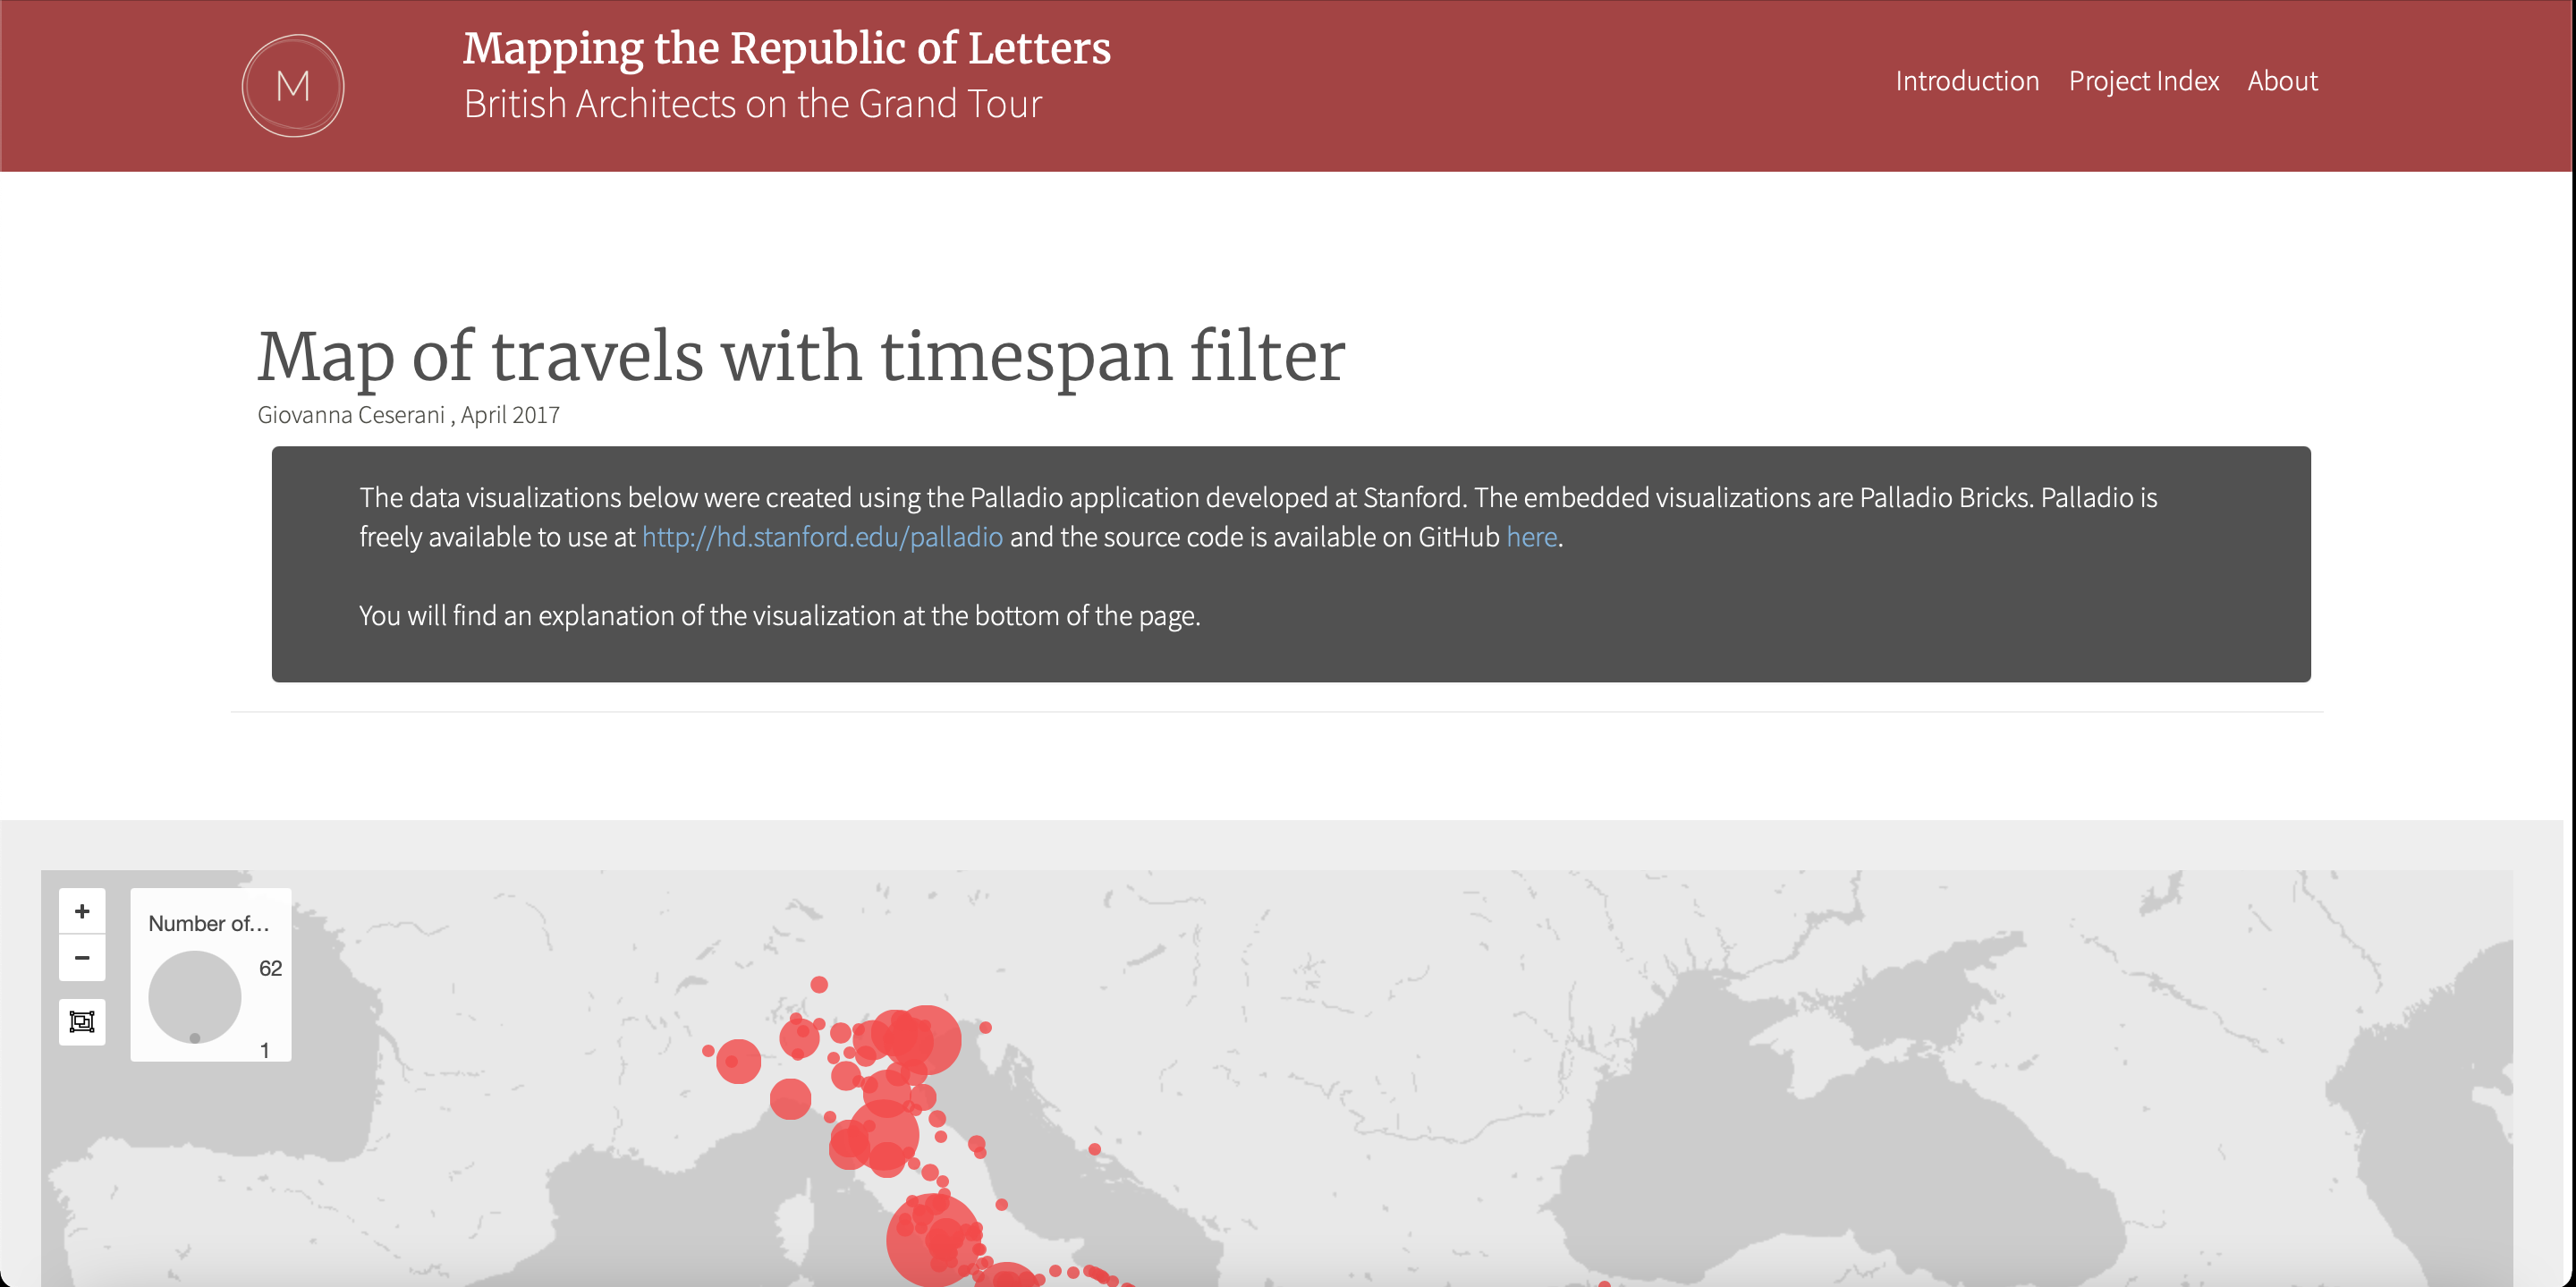 M
Mapping the Republic of Letters
British Architects on the Grand Tour
Introduction Project Index About
Map of travels with timespan filter
Giovanna Ceserani , April 2017
The data visualizations below were created using the Palladio application developed at Stanford. The embedded visualizations are Palladio Bricks. Palladio is
freely available to use at http://hd.stanford.edu/palladio and the source code is available on GitHub here.
You will find an explanation of the visualization at the bottom of the page.
+
−
Number of...
62
1